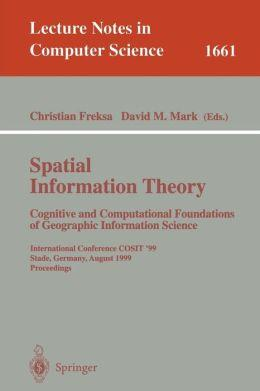 Lecture Notes in
Computer Science 1661
Christian Freksa David M. Mark (Eds.)
Spatial
Information Theory
Cognitive and Computational Foundations
of Geographic Information Science
International Conference COSIT '99
Stade, Germany, August 1999
Proceedings
Springer